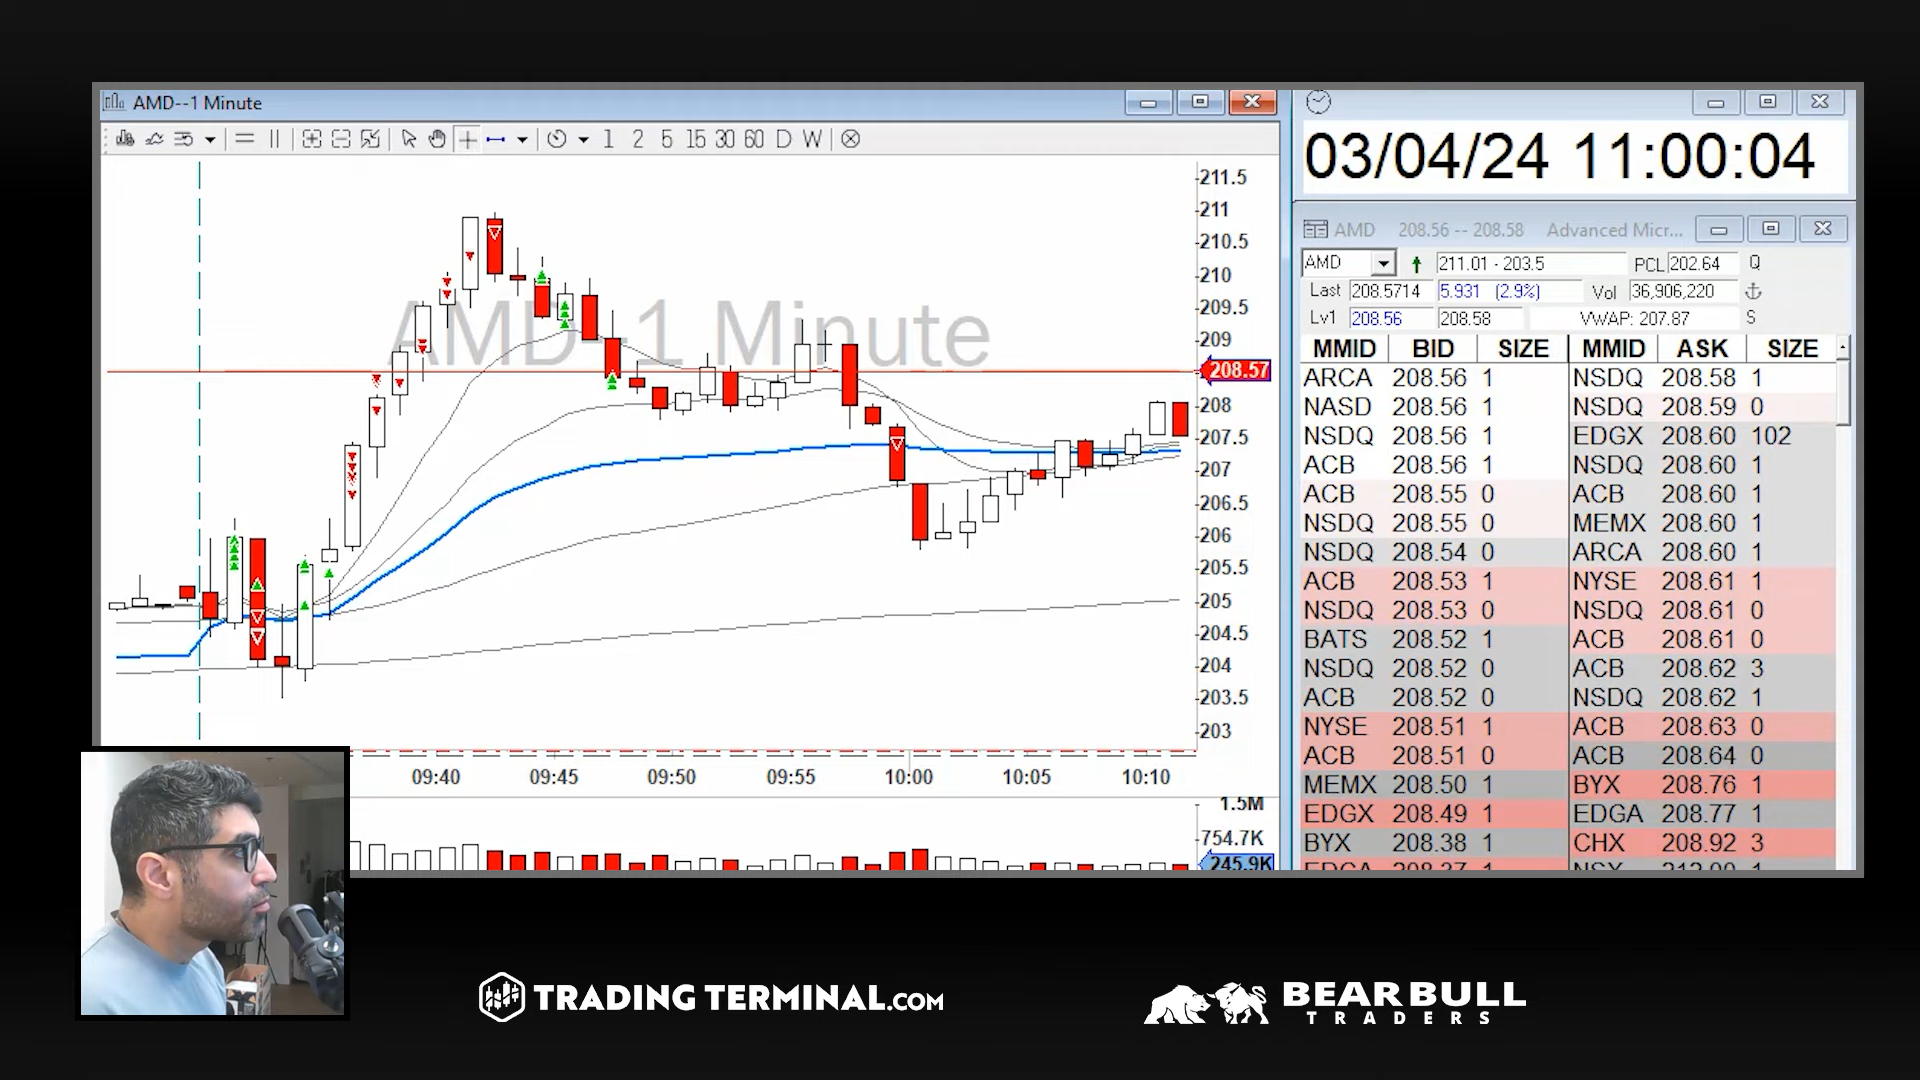 AMD--1 Minute
1 2 5 15 30 60 D W
AMD--1 Minute
211.5
211
210.5
210
209.5
209
208.57
208
207.5
207
206.5
206
205.5
205
204.5
204
203.5
203
09:40 09:45 09:50 09:55 10:00 10:05 10:10
1.5M
754.7K
245.9K
03/04/24 11:00:04
AMD 208.56 -- 208.58 Advanced Micr...
AMD 211.01 - 203.5 PCL 202.64 Q
Last 208.5714 5.931 (2.9%) Vol 36,906,220
Lv1 208.56 208.58 VWAP: 207.87 S
MMID BID SIZE MMID ASK SIZE
ARCA 208.56 1 NSDQ 208.58 1
NASD 208.56 1 NSDQ 208.59 0
NSDQ 208.56 1 EDGX 208.60 102
ACB 208.56 1 NSDQ 208.60 1
ACB 208.55 0 ACB 208.60 1
NSDQ 208.55 0 MEMX 208.60 1
NSDQ 208.54 0 ARCA 208.60 1
ACB 208.53 1 NYSE 208.61 1
NSDQ 208.53 0 NSDQ 208.61 0
BATS 208.52 1 ACB 208.61 0
NSDQ 208.52 0 ACB 208.62 3
ACB 208.52 0 NSDQ 208.62 1
NYSE 208.51 1 ACB 208.63 0
ACB 208.51 0 ACB 208.64 0
MEMX 208.50 1 BYX 208.76 1
EDGX 208.49 1 EDGA 208.77 1
BYX 208.38 1 CHX 208.92 3
TRADING TERMINAL.COM
BEAR BULL
TRADERS